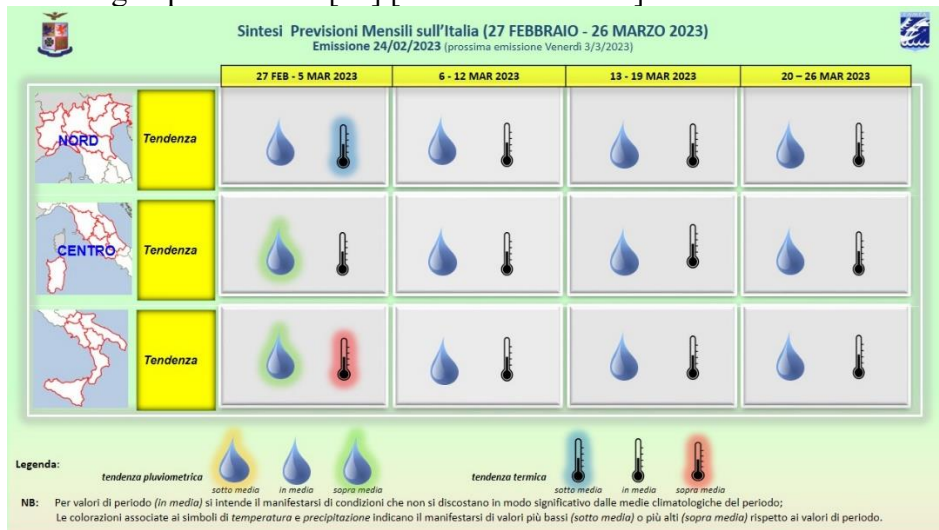 Sintesi Previsioni Mensili sull'Italia (27 FEBBRAIO - 26 MARZO 2023)
Emissione 24/02/2023 (prossima emissione Venerdì 3/3/2023)
27 FEB - 5 MAR 2023
6 - 12 MAR 2023
13 - 19 MAR 2023
20 – 26 MAR 2023
NORD
Tendenza
CENTRO
Tendenza
Tendenza
Legenda:
tendenza pluviometrica
sotto media
in media
sopra media
tendenza termica
sotto media
in media
sopra media
NB: Per valori di periodo (in media) si intende il manifestarsi di condizioni che non si discostano in modo significativo dalle medie climatologiche del periodo;
Le colorazioni associate ai simboli di temperatura e precipitazione indicano il manifestarsi di valori più bassi (sotto media) o più alti (sopra media) rispetto ai valori di periodo.